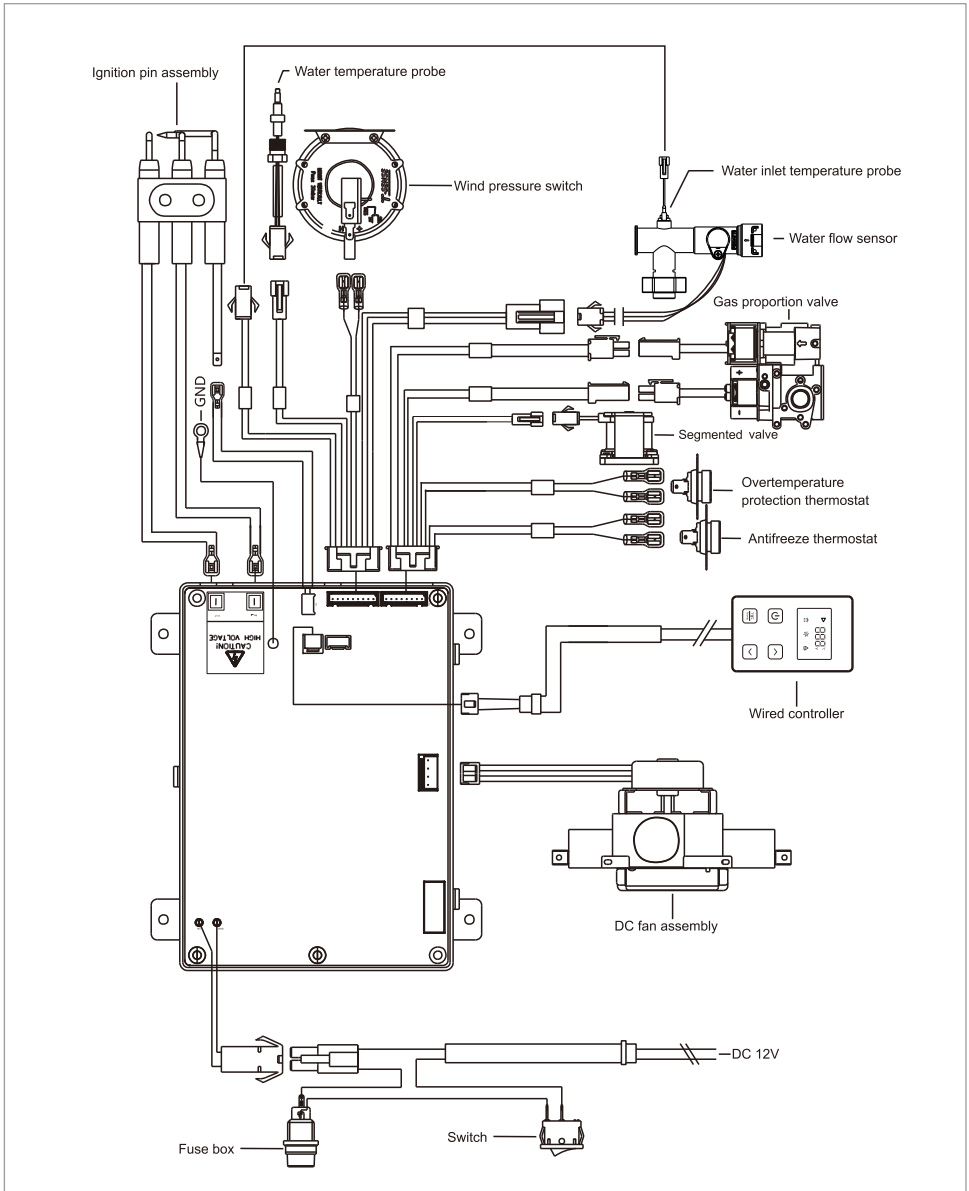 Ignition pin assembly
Water temperature probe
Wind pressure switch
Water inlet temperature probe
Water flow sensor
Gas proportion valve
GND
Segmented valve
Overtemperature
protection thermostat
Antifreeze thermostat
CAUTION!
HIGH VOLTAGE
Wired controller
DC fan assembly
DC 12V
Fuse box
Switch